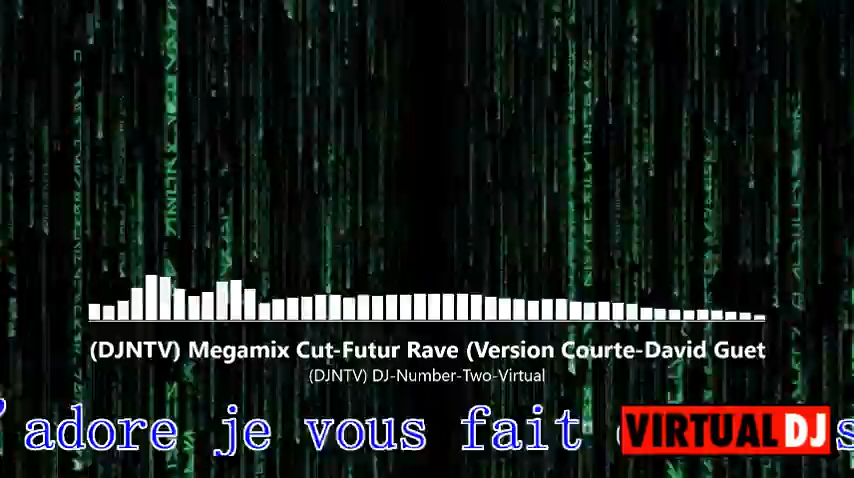 (DJNTV) Megamix Cut-Futur Rave (Version Courte-David Guet
(DJNTV) DJ-Number-Two-Virtual
'adore je vous fait
VIRTUAL DJ